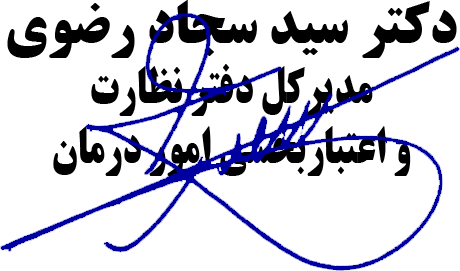 دکتر سید سجاد رضوی
مدیرکل دفتر نظارت
و اعتباربخشی امور درمان